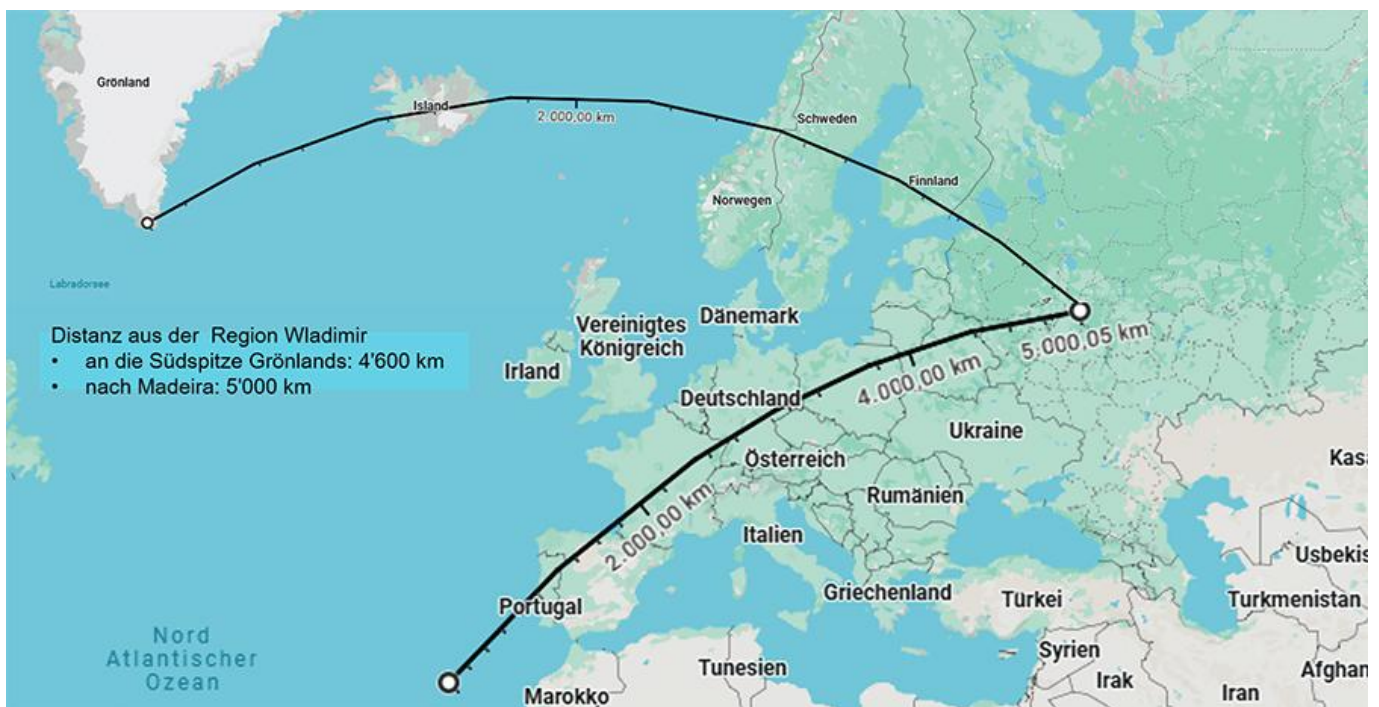 Grönland
Island
2.000,00 km
Schweden
Finnland
Norwegen
Labradorsee
Distanz aus der Region Wladimir
• an die Südspitze Grönlands: 4'600 km
• nach Madeira: 5'000 km
Vereinigtes
Königreich
Dänemark
Irland
5.000,05 km
4.000,00 km
Deutschland
Ukraine
Österreich
Kasa
Rumänien
2.000,00 km
Italien
Usbekis
Griechenland
Türkei
Turkmenistan
Portugal
Nord
Atlantischer
Ozean
Tunesien
Syrien
Afghan
Marokko
Irak
Iran